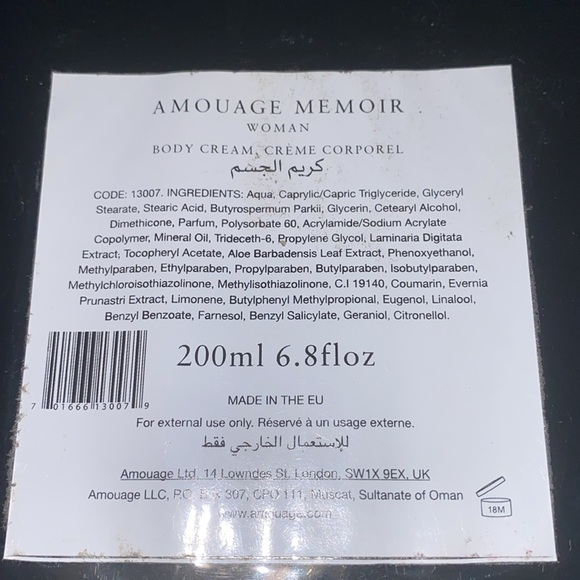 AMOUAGE MEMOIR
WOMAN
BODY CREAM, CRÈME CORPOREL
كريم الجسم
CODE: 13007. INGREDIENTS: Aqua, Caprylic/Capric Triglyceride, Glyceryl
Stearate, Stearic Acid, Butyrospermum Parkii, Glycerin, Cetearyl Alcohol,
Dimethicone, Parfum, Polysorbate 60, Acrylamide/Sodium Acrylate
Copolymer, Mineral Oil, Trideceth-6, Propylene Glycol, Laminaria Digitata
Extract, Tocopheryl Acetate, Aloe Barbadensis Leaf Extract, Phenoxyethanol,
Methylparaben, Ethylparaben, Propylparaben, Butylparaben, Isobutylparaben,
Methylchloroisothiazolinone, Methylisothiazolinone, C.I 19140, Coumarin, Evernia
Prunastri Extract, Limonene, Butylphenyl Methylpropional, Eugenol, Linalool,
Benzyl Benzoate, Farnesol, Benzyl Salicylate, Geraniol, Citronellol.
200ml 6.8floz
7 01666 13007 9
MADE IN THE EU
For external use only. Réservé à un usage externe.
للإستعمال الخارجي فقط
Amouage Ltd, 14 Lowndes St, London, SW1X 9EX, UK
Amouage LLC, P.O. Box 307, CPO 111, Muscat, Sultanate of Oman
www.amouage.com
18M